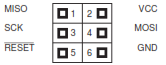 MISO 1 2 VCC
SCK 3 4 MOSI
RESET 5 6 GND